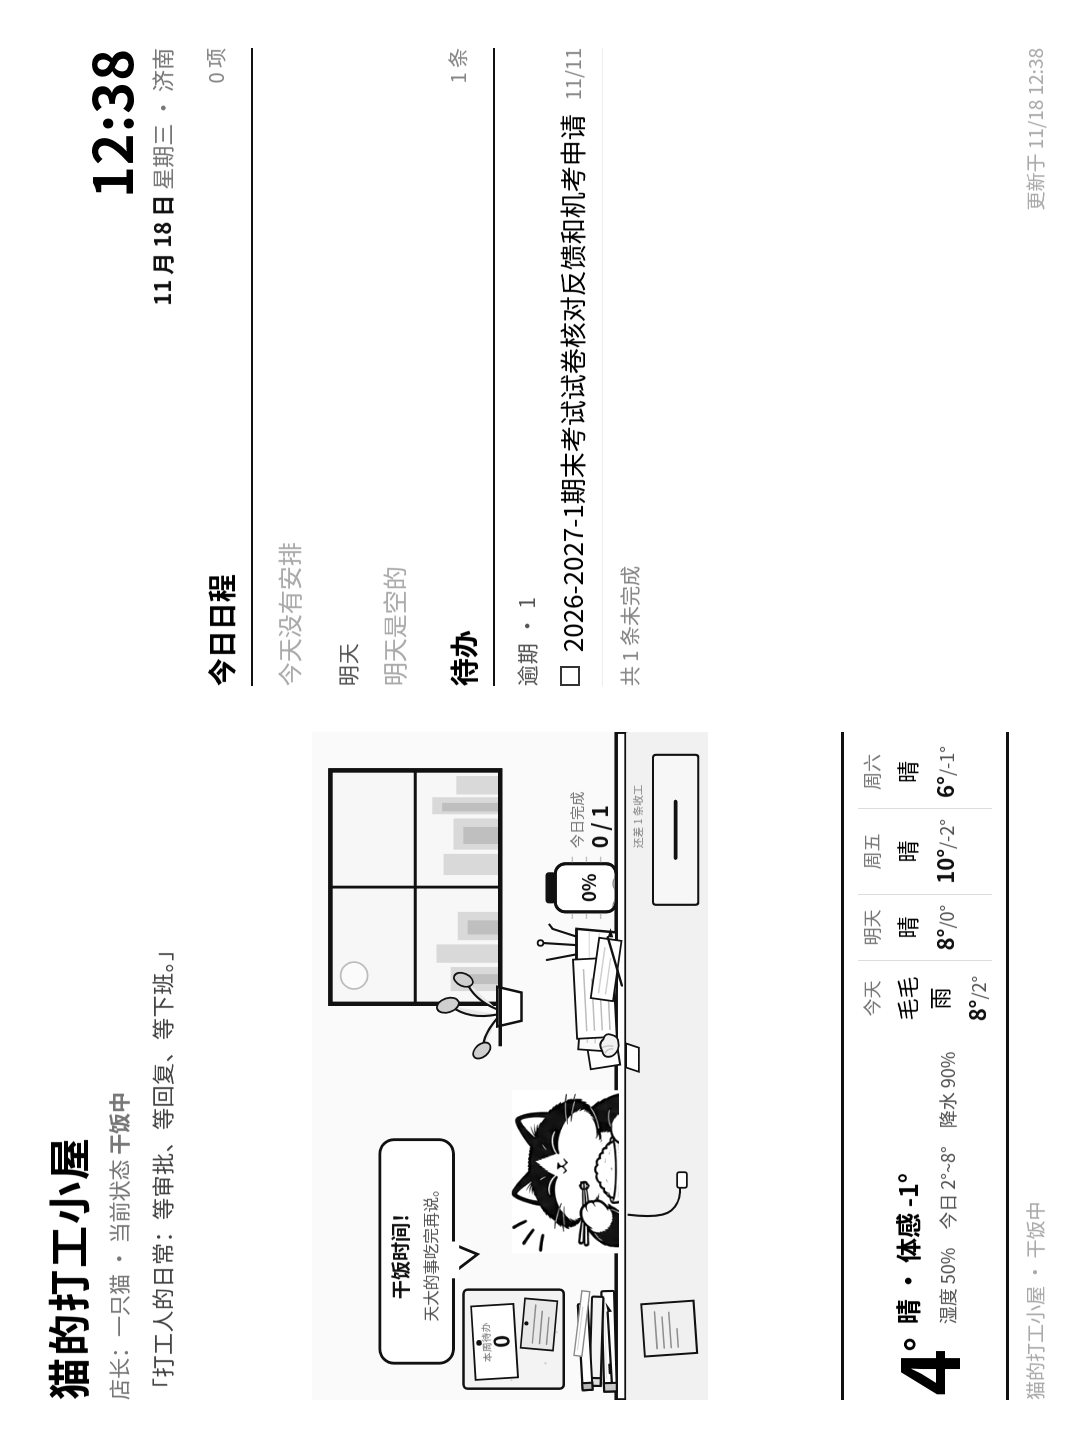 猫的打工小屋
店长：一只猫 · 当前状态 干饭中
「打工人的日常：等审批、等回复、等下班。」
干饭时间！
天大的事吃完再说。
本周待办
0
0%
今日完成
0 / 1
还差 1 条收工
4° 晴 · 体感 -1°
湿度 50% 今日 2°~8° 降水 90%
今天
毛毛雨
8°/2°
明天
晴
8°/0°
周五
晴
10°/-2°
周六
晴
6°/-1°
猫的打工小屋 · 干饭中
12:38
11月18日 星期三 · 济南
今日日程 0 项
今天没有安排
明天
明天是空的
待办 1 条
逾期 · 1
2026-2027-1期末考试试卷核对反馈和机考申请 11/11
共 1 条未完成
更新于 11/18 12:38